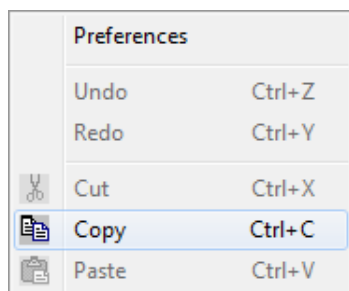 Preferences
Undo Ctrl+Z
Redo Ctrl+Y
Cut Ctrl+X
Copy Ctrl+C
Paste Ctrl+V